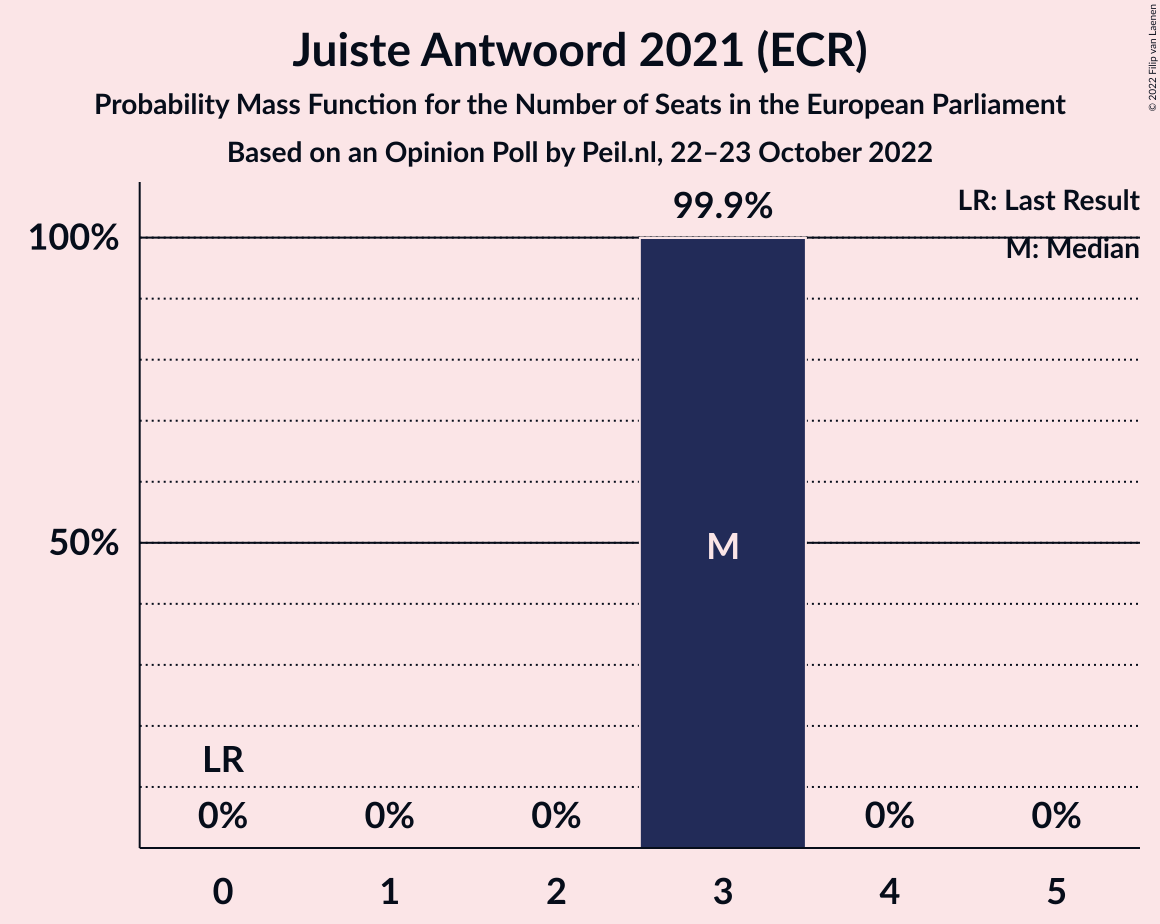 Juiste Antwoord 2021 (ECR)
Probability Mass Function for the Number of Seats in the European Parliament
Based on an Opinion Poll by Peil.nl, 22–23 October 2022
© 2022 Filip van Laenen
99.9%
LR: Last Result
100%
M: Median
50%
M
LR
0% 0% 0% 0% 0%
0 1 2 3 4 5